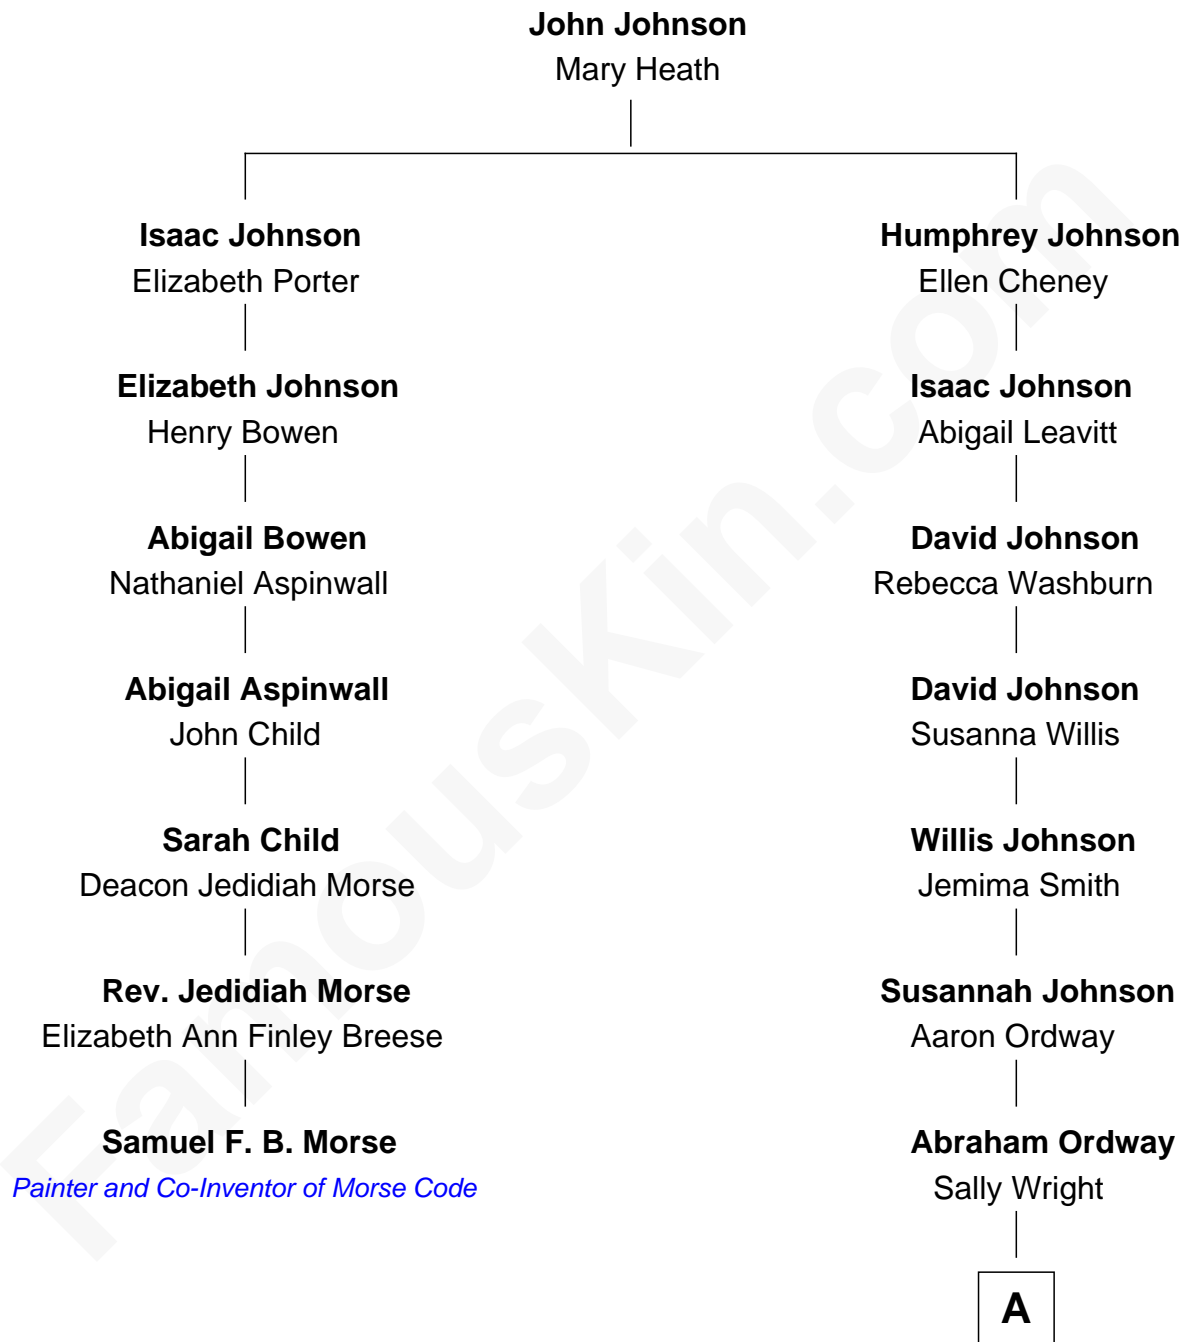 John Johnson
Mary Heath
Isaac Johnson
Elizabeth Porter
Humphrey Johnson
Ellen Cheney
Elizabeth Johnson
Henry Bowen
Isaac Johnson
Abigail Leavitt
Abigail Bowen
Nathaniel Aspinwall
David Johnson
Rebecca Washburn
Abigail Aspinwall
John Child
David Johnson
Susanna Willis
Sarah Child
Deacon Jedidiah Morse
Willis Johnson
Jemima Smith
Rev. Jedidiah Morse
Elizabeth Ann Finley Breese
Susannah Johnson
Aaron Ordway
Samuel F. B. Morse
Painter and Co-Inventor of Morse Code
Abraham Ordway
Sally Wright
A
FamousKin.com